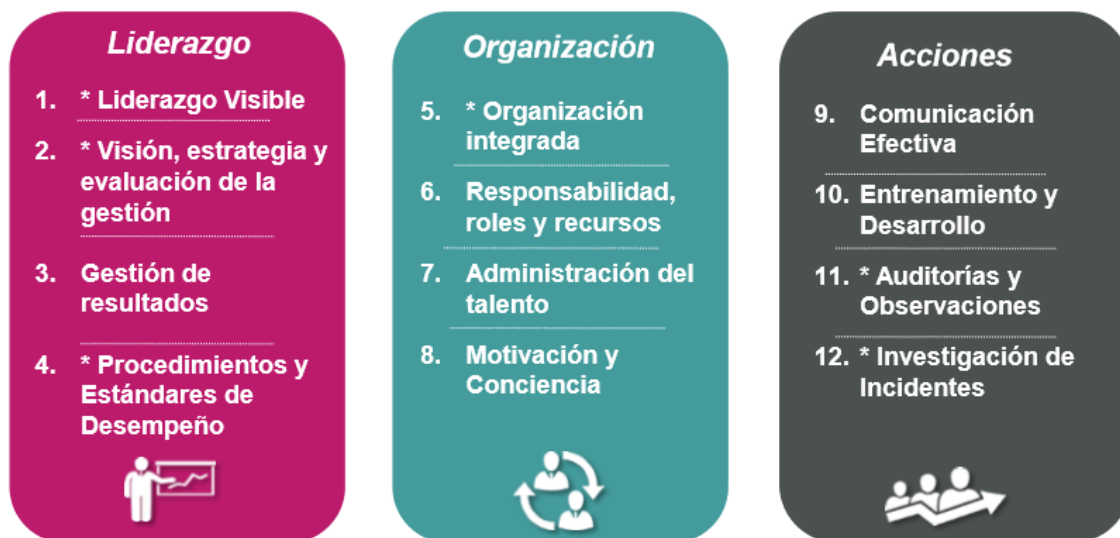 Liderazgo
1. * Liderazgo Visible
2. * Visión, estrategia y
evaluación de la
gestión
3. Gestión de
resultados
4. * Procedimientos y
Estándares de
Desempeño
Organización
5. * Organización
integrada
6. Responsabilidad,
roles y recursos
7. Administración del
talento
8. Motivación y
Conciencia
Acciones
9. Comunicación
Efectiva
10. Entrenamiento y
Desarrollo
11. * Auditorías y
Observaciones
12. * Investigación de
Incidentes